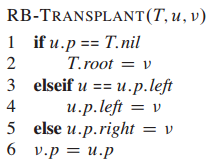 RB-TRANSPLANT(T, u, v)
1 if u.p == T.nil
2 T.root = v
3 elseif u == u.p.left
4 u.p.left = v
5 else u.p.right = v
6 v.p = u.p